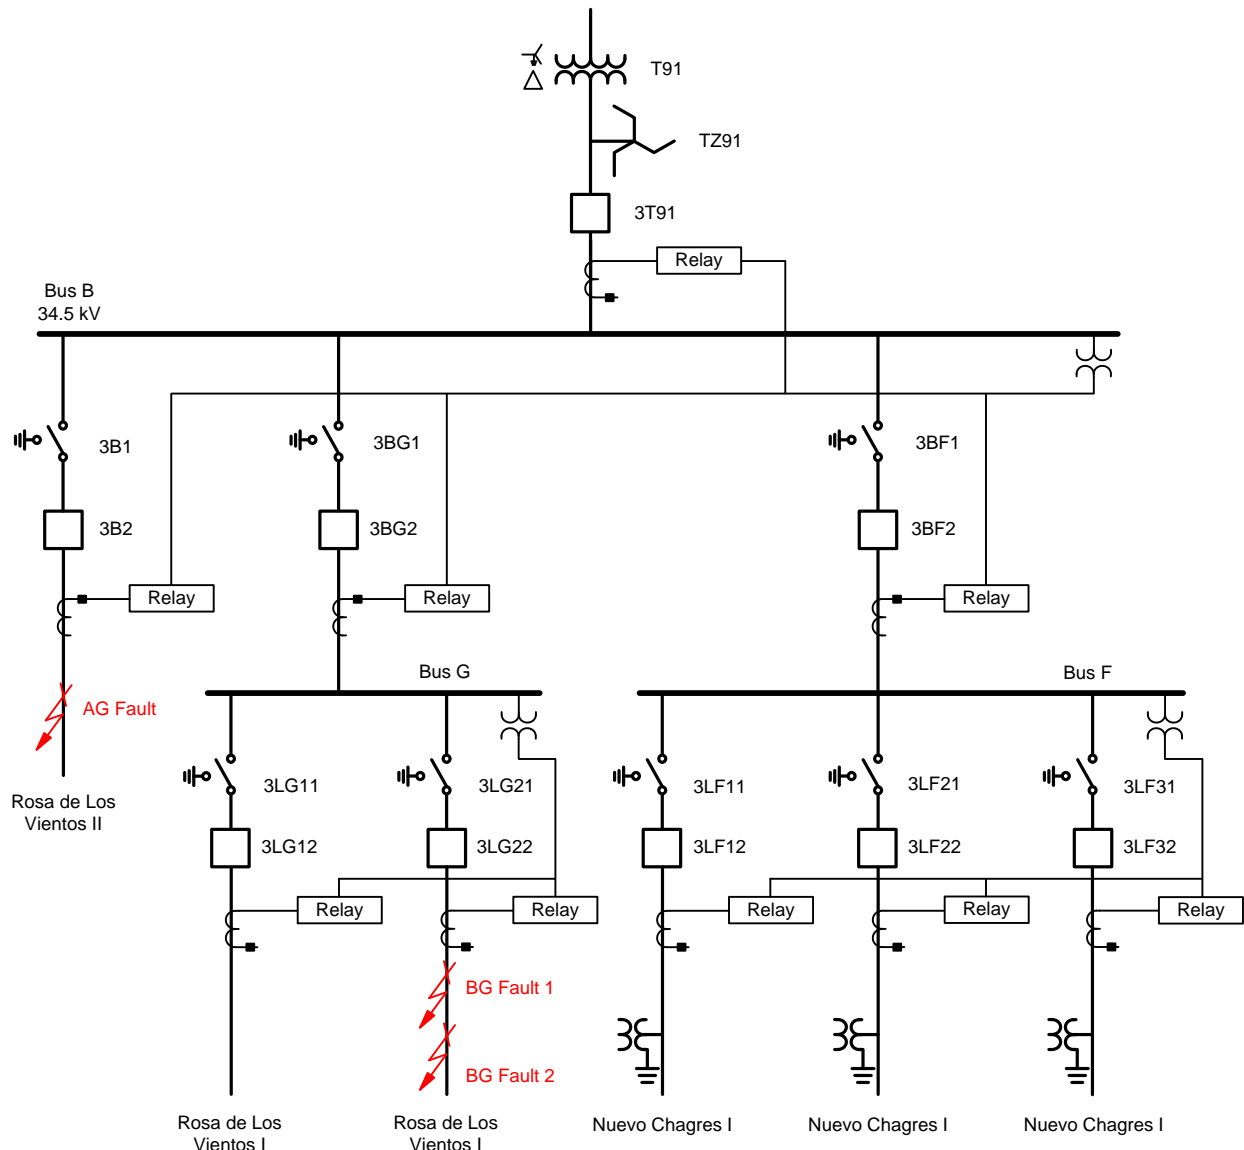 T91
TZ91
3T91
Relay
Bus B
34.5 kV
3B1
3BG1
3BF1
3B2
3BG2
3BF2
Relay
Relay
Relay
Bus G
Bus F
AG Fault
3LG11
3LG21
3LF11
3LF21
3LF31
Rosa de Los
Vientos II
3LG12
3LG22
3LF12
3LF22
3LF32
Relay
Relay
Relay
Relay
Relay
BG Fault 1
BG Fault 2
Rosa de Los
Vientos I
Rosa de Los
Vientos I
Nuevo Chagres I
Nuevo Chagres I
Nuevo Chagres I